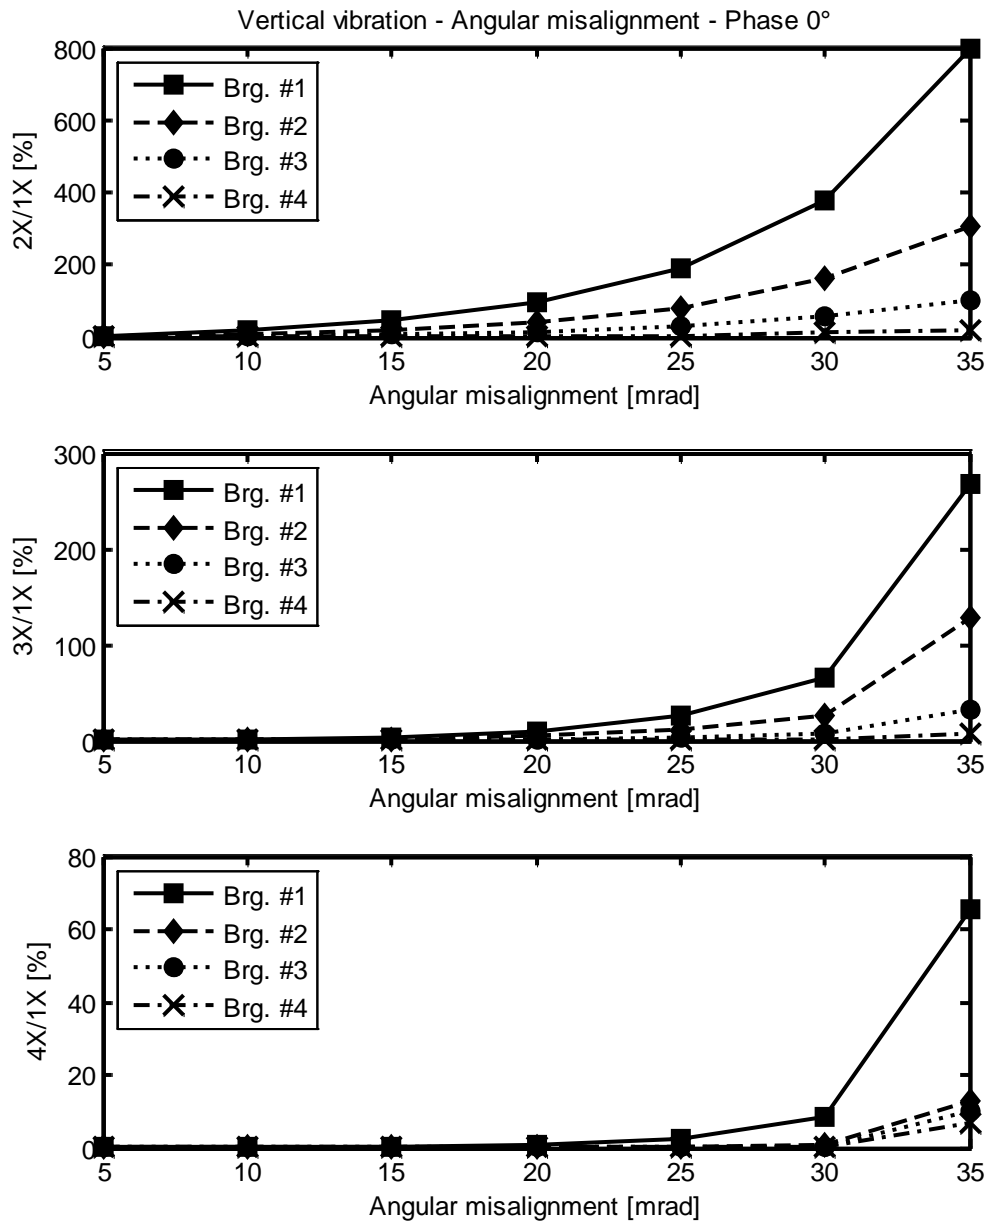 Vertical vibration - Angular misalignment - Phase 0°
2X/1X [%]
800
600
400
200
0
Brg. #1
Brg. #2
Brg. #3
Brg. #4
5 10 15 20 25 30 35
Angular misalignment [mrad]
3X/1X [%]
300
200
100
0
Brg. #1
Brg. #2
Brg. #3
Brg. #4
5 10 15 20 25 30 35
Angular misalignment [mrad]
4X/1X [%]
80
60
40
20
0
Brg. #1
Brg. #2
Brg. #3
Brg. #4
5 10 15 20 25 30 35
Angular misalignment [mrad]